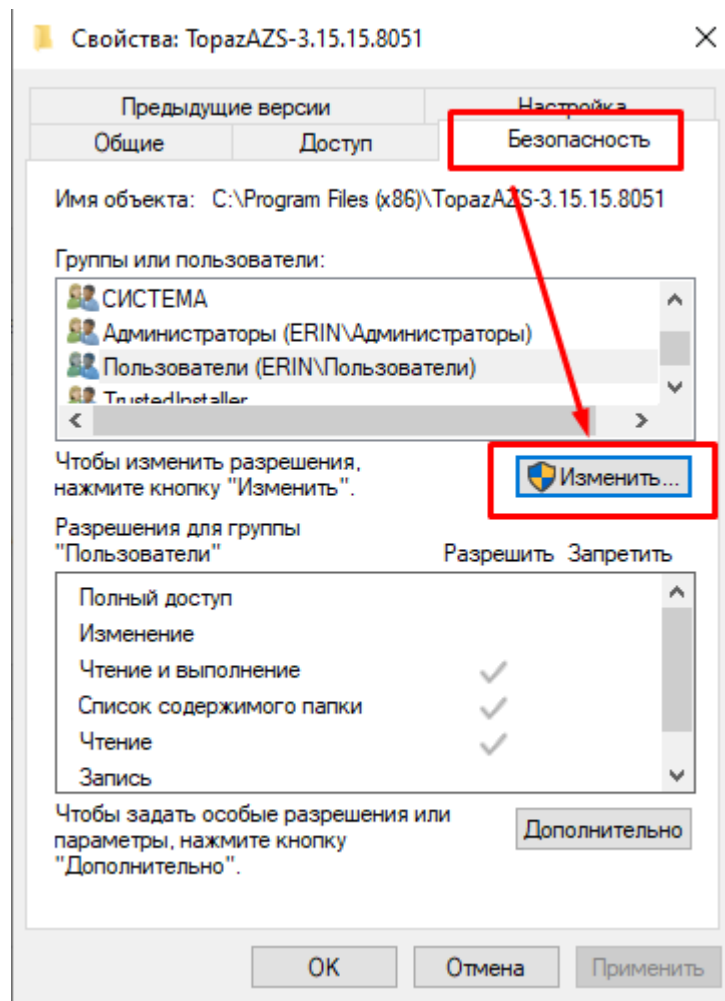 Свойства: TopazAZS-3.15.15.8051
Предыдущие версии Настройка
Общие Доступ Безопасность
Имя объекта: C:\Program Files (x86)\TopazAZS-3.15.15.8051
Группы или пользователи:
СИСТЕМА
Администраторы (ERIN\Администраторы)
Пользователи (ERIN\Пользователи)
TrustedInstaller
Чтобы изменить разрешения,
нажмите кнопку "Изменить".
Изменить...
Разрешения для группы
"Пользователи" Разрешить Запретить
Полный доступ
Изменение
Чтение и выполнение
Список содержимого папки
Чтение
Запись
Чтобы задать особые разрешения или
параметры, нажмите кнопку
"Дополнительно".
Дополнительно
OK Отмена Применить